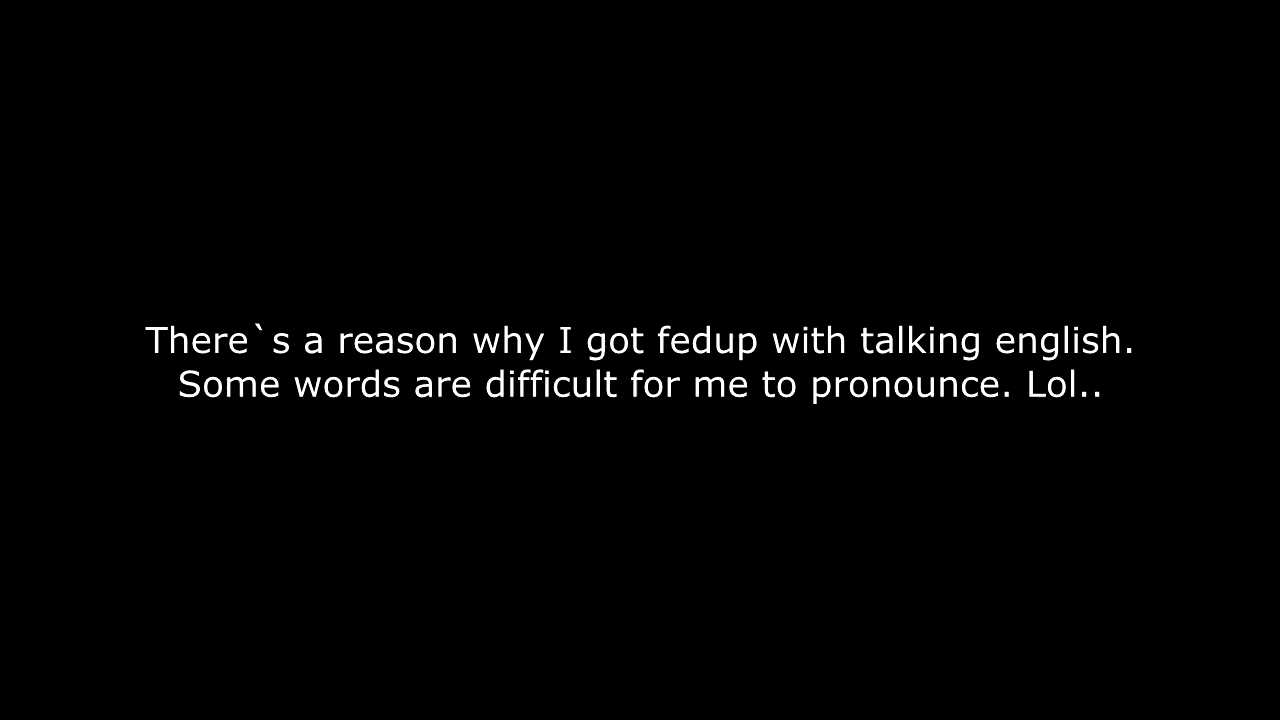 There`s a reason why I got fedup with talking english.
Some words are difficult for me to pronounce. Lol..